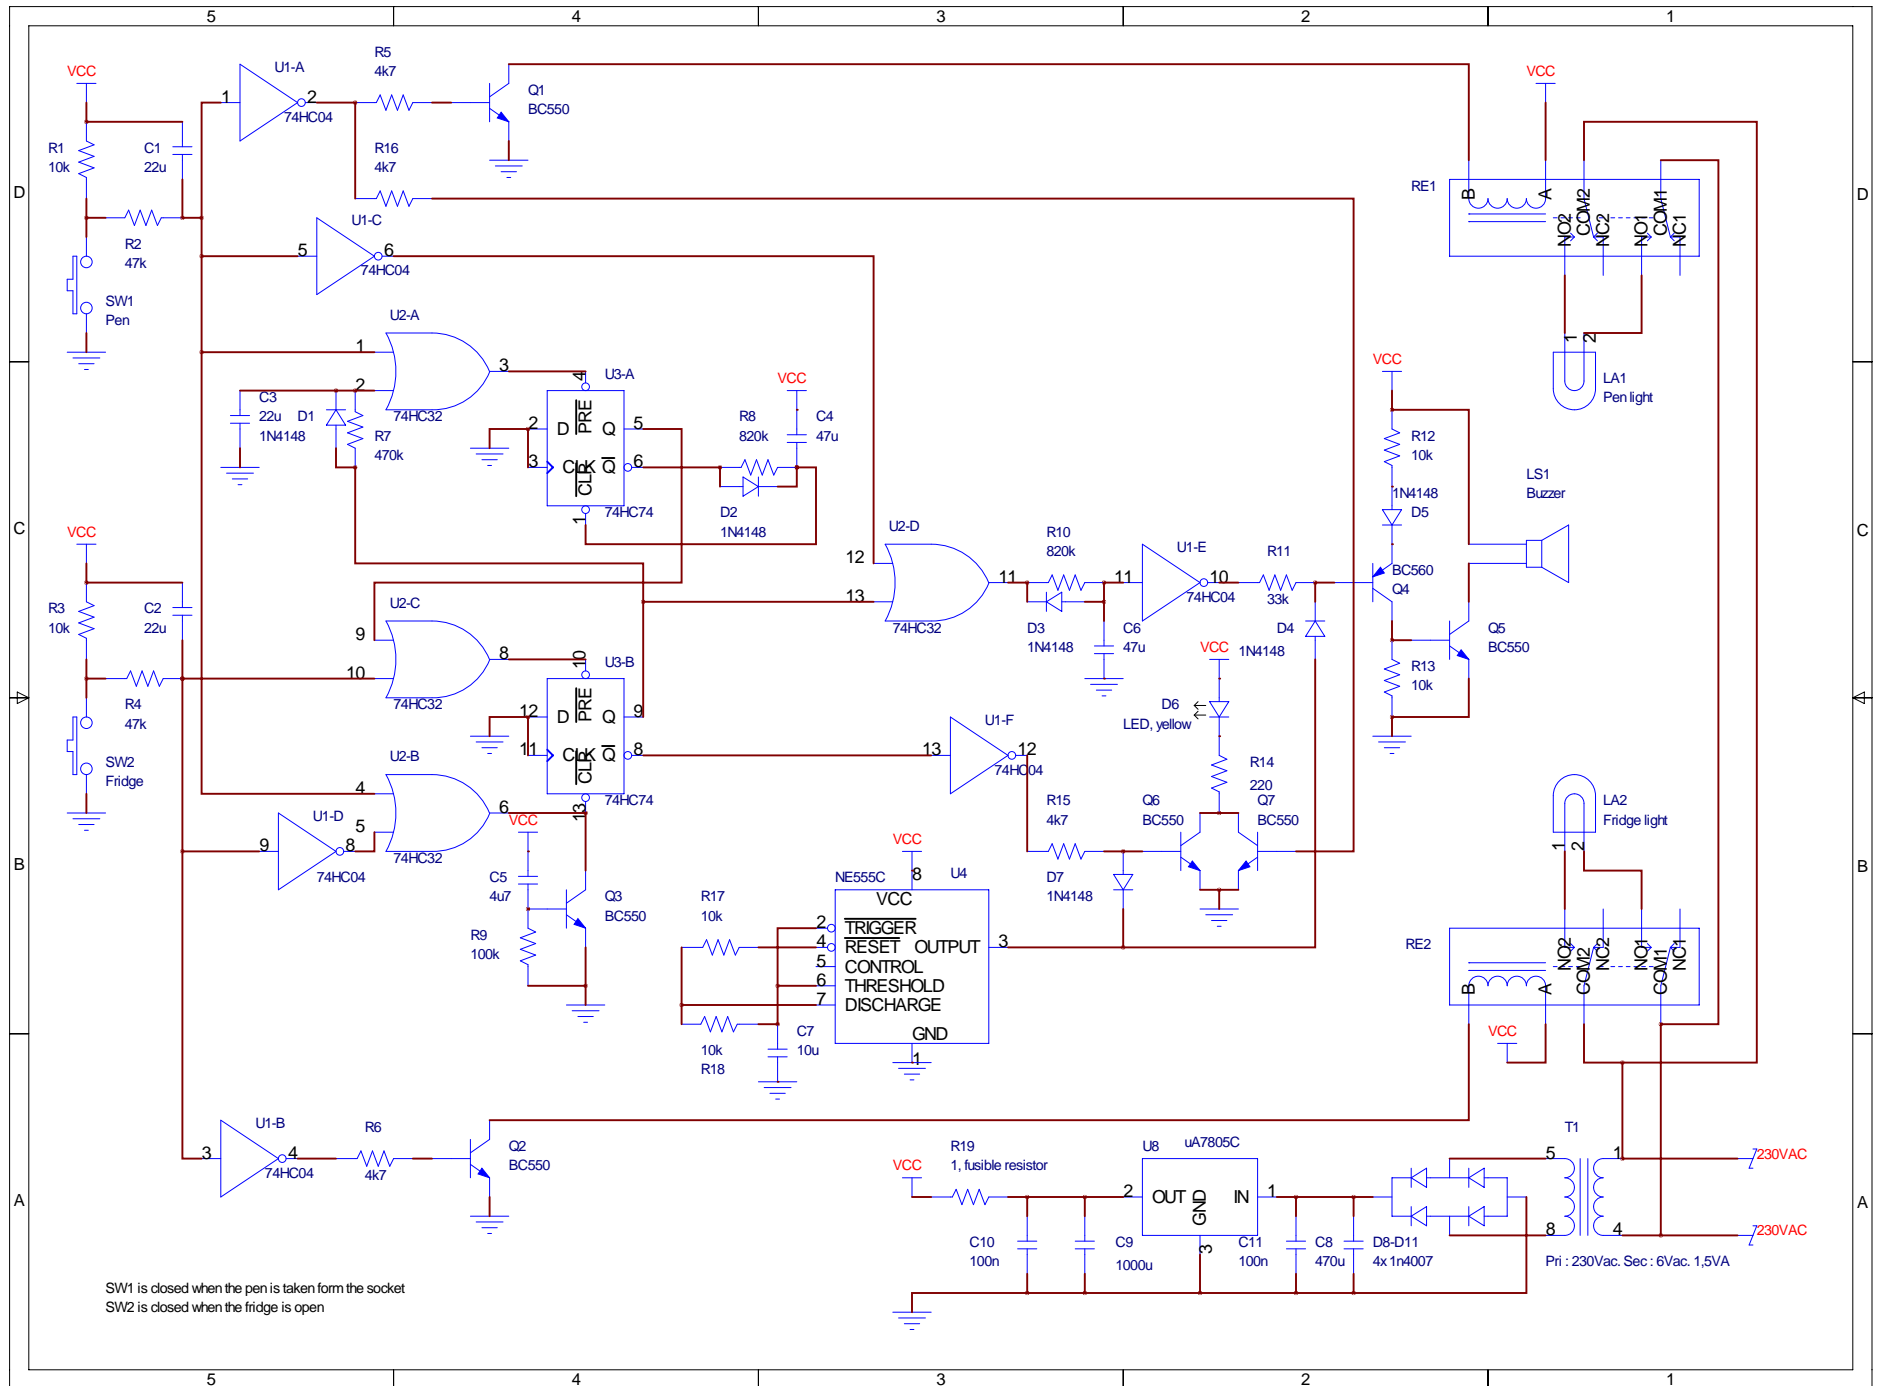 5 4 3 2 1
VCC
R1
10k
C1
22u
R2
47k
SW1
Pen
U1-A
1 2
74HC04
R5
4k7
Q1
BC550
R16
4k7
U1-C
5 6
74HC04
U2-A
1
2
3
74HC32
C3
22u
D1
1N4148
R7
470k
U3-A
4
2 D PRE Q 5
3 CLK Q 6
CLR
1
74HC74
VCC
R8
820k
C4
47u
D2
1N4148
VCC
RE1
B A NO2 COM2 NC2 NO1 COM1 NC1
1 2
LA1
Pen light
D D
VCC
R3
10k
C2
22u
R4
47k
SW2
Fridge
U2-C
9
10
8
74HC32
U3-B
10
12 D PRE Q 9
11 CLK Q 8
CLR
13
74HC74
U2-B
4
5
6
74HC32
U1-D
9 8
74HC04
VCC
C5
4u7
R9
100k
Q3
BC550
U2-D
12
13
11
74HC32
R10
820k
D3
1N4148
C6
47u
U1-E
11 10
74HC04
R11
33k
D4
1N4148
VCC
R12
10k
1N4148
D5
BC560
Q4
R13
10k
Q5
BC550
LS1
Buzzer
C C
U1-F
13 12
74HC04
VCC
D6
LED, yellow
R14
220
R15
4k7
Q6
BC550
Q7
BC550
D7
1N4148
VCC
NE555C 8 U4
VCC
2 TRIGGER
4 RESET OUTPUT 3
5 CONTROL
6 THRESHOLD
7 DISCHARGE
GND
1
R17
10k
10k
R18
C7
10u
LA2
Fridge light
1 2
RE2
B A NO2 COM2 NC2 NO1 COM1 NC1
VCC
B B
U1-B
3 4
74HC04
R6
4k7
Q2
BC550
VCC
R19
1, fusible resistor
U8 uA7805C
2 OUT GND IN 1
3
C10
100n
C9
1000u
C11
100n
C8
470u
D8-D11
4x 1n4007
T1
5 1
8 4
230VAC
230VAC
Pri : 230Vac. Sec : 6Vac. 1,5VA
A A
SW1 is closed when the pen is taken form the socket
SW2 is closed when the fridge is open
5 4 3 2 1